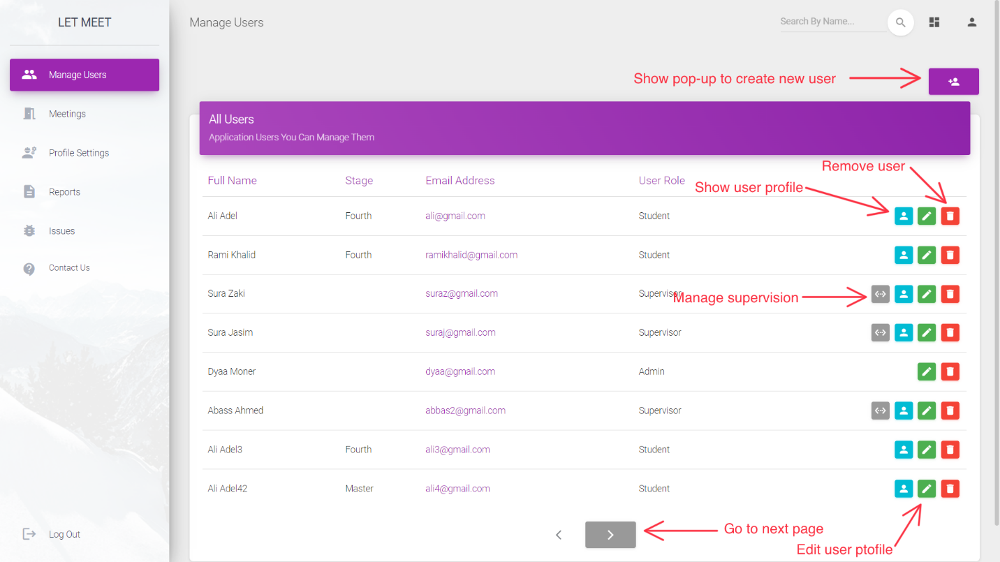 LET MEET
Manage Users
Search By Name...
Manage Users
Meetings
Profile Settings
Reports
Issues
Contact Us
Log Out
Show pop-up to create new user
All Users
Application Users You Can Manage Them
Remove user
Show user profile
Full Name Stage Email Address User Role
Ali Adel Fourth ali@gmail.com Student
Rami Khalid Fourth ramikhalid@gmail.com Student
Sura Zaki suraz@gmail.com Supervisor
Manage supervision
Sura Jasim suraj@gmail.com Supervisor
Dyaa Moner dyaa@gmail.com Admin
Abass Ahmed abbas2@gmail.com Supervisor
Ali Adel3 Fourth ali3@gmail.com Student
Ali Adel42 Master ali4@gmail.com Student
Go to next page
Edit user ptofile